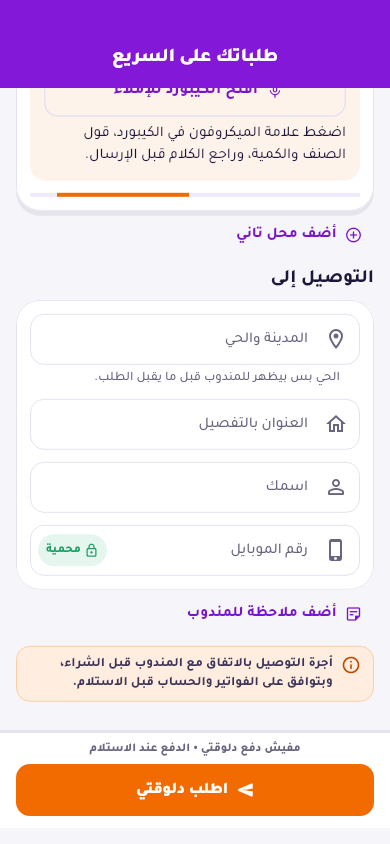 طلباتك على السريع
افتح الكيبورد للإملاء
اضغط علامة الميكروفون في الكيبورد، قول
الصنف والكمية، وراجع الكلام قبل الإرسال.
أضف محل تاني
التوصيل إلى
المدينة والحي
الحي بس بيظهر للمندوب قبل ما يقبل الطلب.
العنوان بالتفصيل
اسمك
رقم الموبايل
محمية
أضف ملاحظة للمندوب
أجرة التوصيل بالاتفاق مع المندوب قبل الشراء،
وبتوافق على الفواتير والحساب قبل الاستلام.
مفيش دفع دلوقتي • الدفع عند الاستلام
اطلب دلوقتي